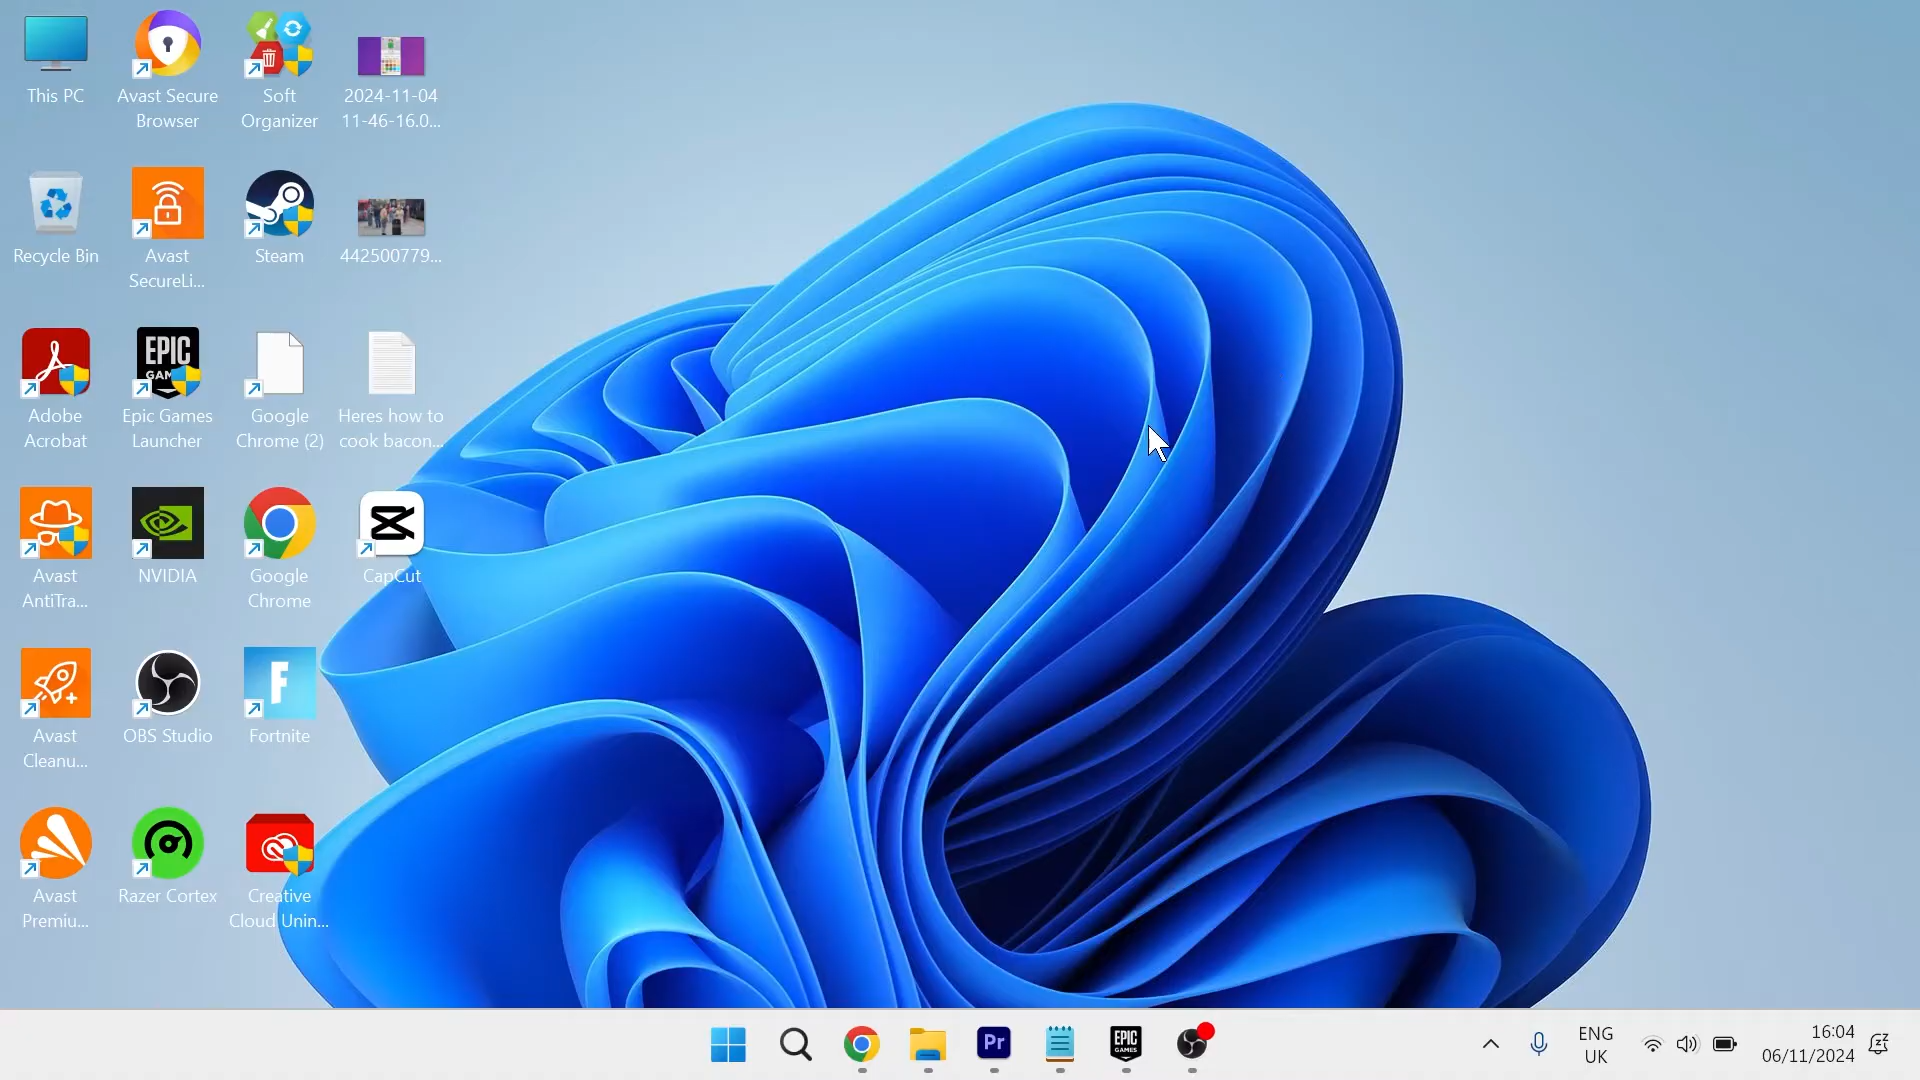 This PC
Avast Secure
Browser
Soft
Organizer
2024-11-04
11-46-16.0...
Recycle Bin
Avast
SecureLi...
Steam
442500779...
Adobe
Acrobat
EPIC
GAM
Epic Games
Launcher
Google
Chrome (2)
Heres how to
cook bacon...
Avast
AntiTra...
NVIDIA
Google
Chrome
CapCut
Avast
Cleanu...
OBS Studio
F
Fortnite
Avast
Premiu...
Razer Cortex
Creative
Cloud Unin...
Pr
EPIC
GAMES
ENG
UK
16:04
06/11/2024